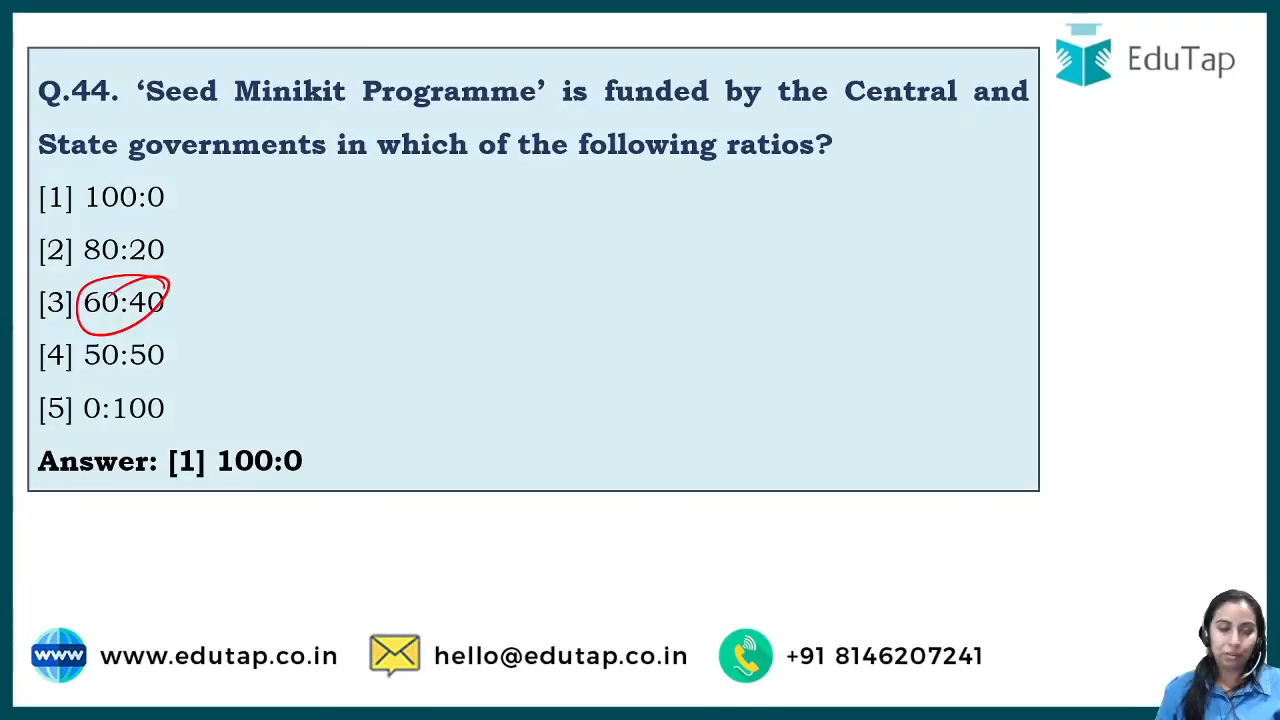 EduTap
Q.44. ‘Seed Minikit Programme’ is funded by the Central and
State governments in which of the following ratios?
[1] 100:0
[2] 80:20
[3] 60:40
[4] 50:50
[5] 0:100
Answer: [1] 100:0
www www.edutap.co.in hello@edutap.co.in +91 8146207241